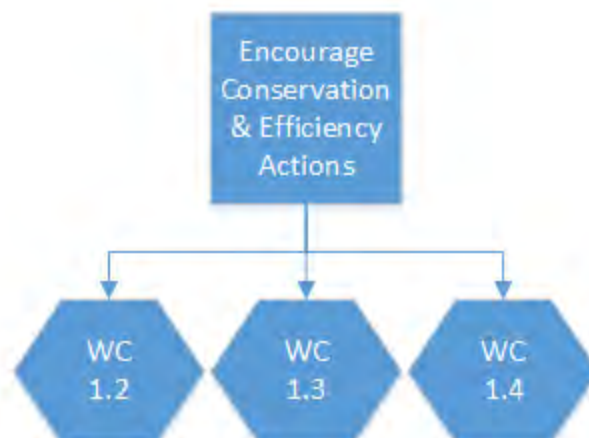 Encourage
Conservation
& Efficiency
Actions
WC
1.2
WC
1.3
WC
1.4